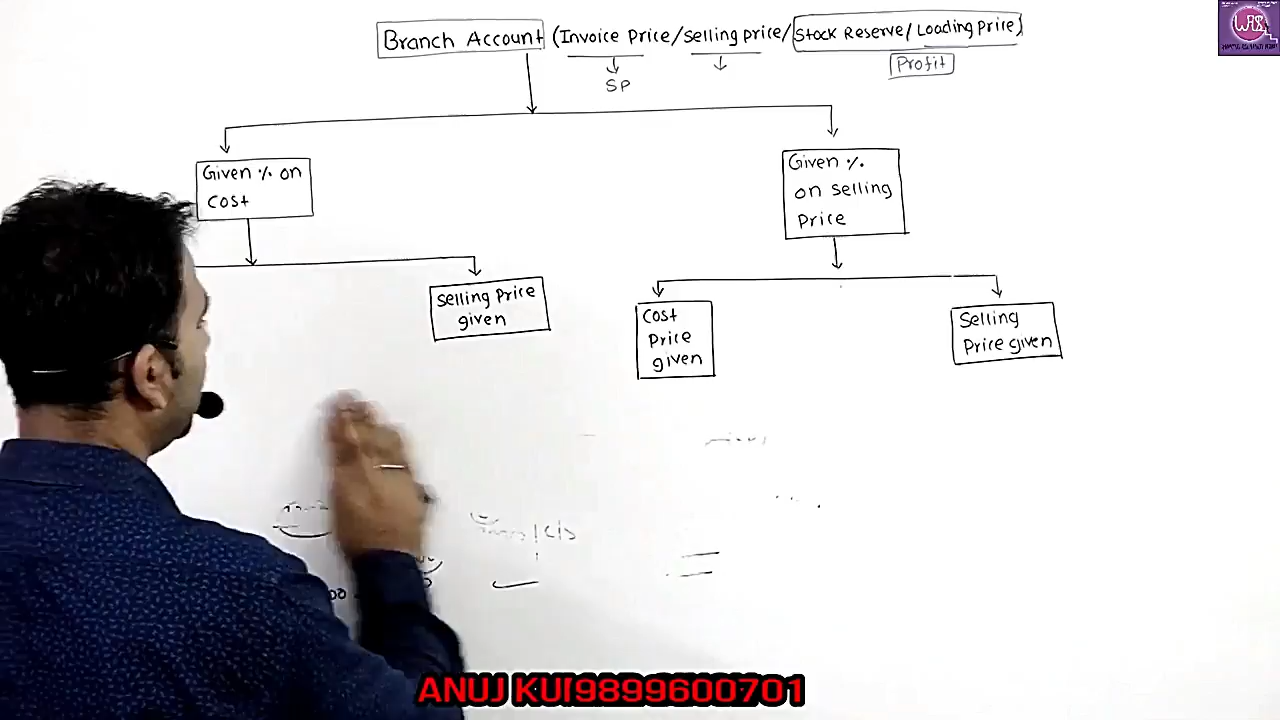 Branch Account (Invoice Price/Selling price/Stock Reserve/Loading Price)
SP
Profit
Given % on
Cost
Given %
on Selling
Price
Selling Price
given
Cost
Price
given
Selling
Price given
ANUJ KU[9899600701